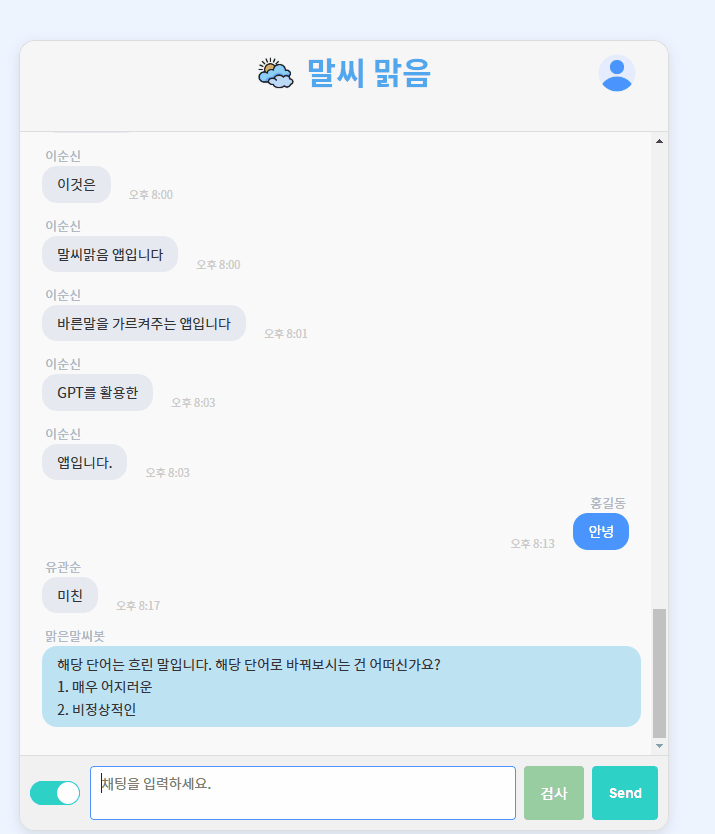 말씨 맑음
이순신
이것은
오후 8:00
이순신
말씨맑음 앱입니다
오후 8:00
이순신
바른말을 가르켜주는 앱입니다
오후 8:01
이순신
GPT를 활용한
오후 8:03
이순신
앱입니다.
오후 8:03
홍길동
오후 8:13 안녕
유관순
미친
오후 8:17
맑은말씨봇
해당 단어는 흐린 말입니다. 해당 단어로 바꿔보시는 건 어떠신가요?
1. 매우 어지러운
2. 비정상적인
채팅을 입력하세요.
검사
Send